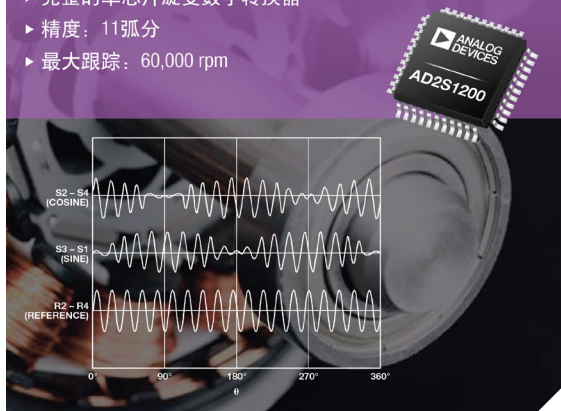 ▶ 精度：11弧分
▶ 最大跟踪：60,000 rpm
ANALOG
DEVICES
AD2S1200
S2 – S4
(COSINE)
S3 – S1
(SINE)
R2 – R4
(REFERENCE)
0° 90° 180° 270° 360°
θ